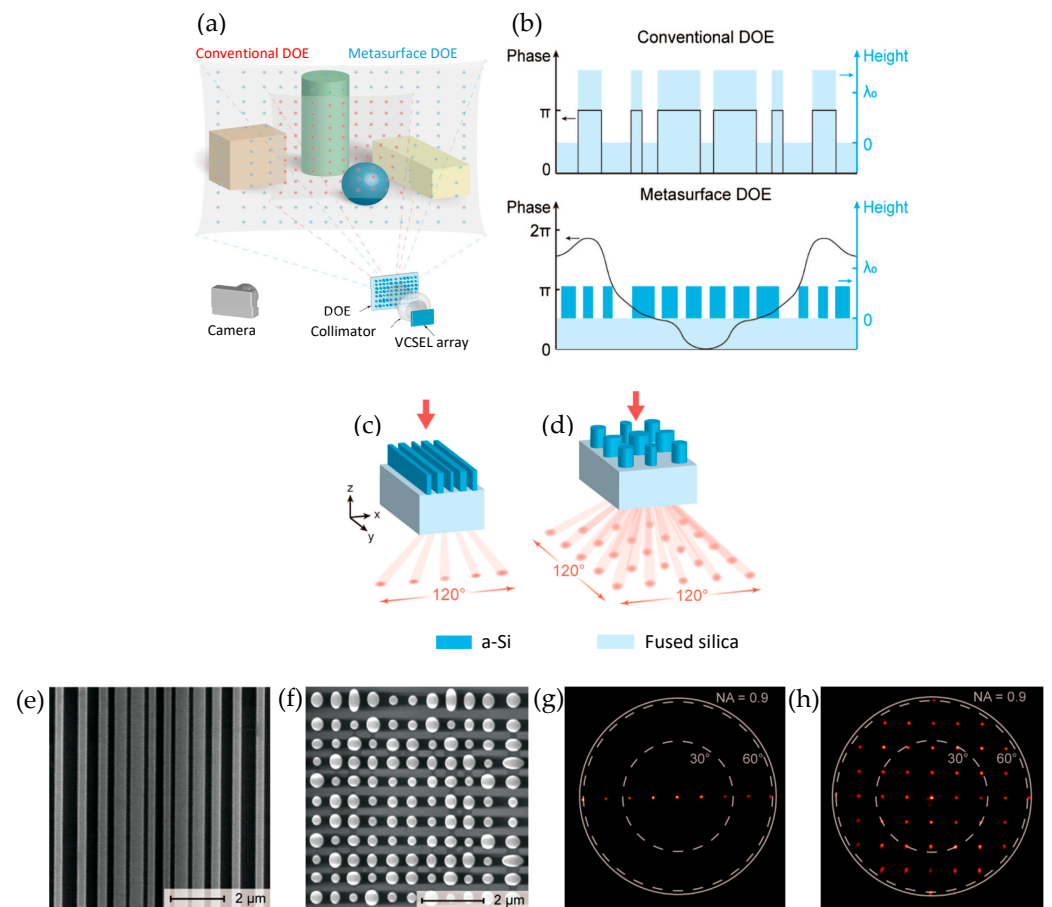 (a)
Conventional DOE
Metasurface DOE
DOE
Collimator
Camera
VCSEL array
(b)
Conventional DOE
Phase
Height
π
λ₀
0
0
Metasurface DOE
Phase
Height
2π
λ₀
π
0
0
(c)
(d)
z
x
y
120°
120°
120°
a-Si
Fused silica
(e)
2 μm
(f)
2 μm
(g)
NA = 0.9
30°
60°
(h)
NA = 0.9
30°
60°